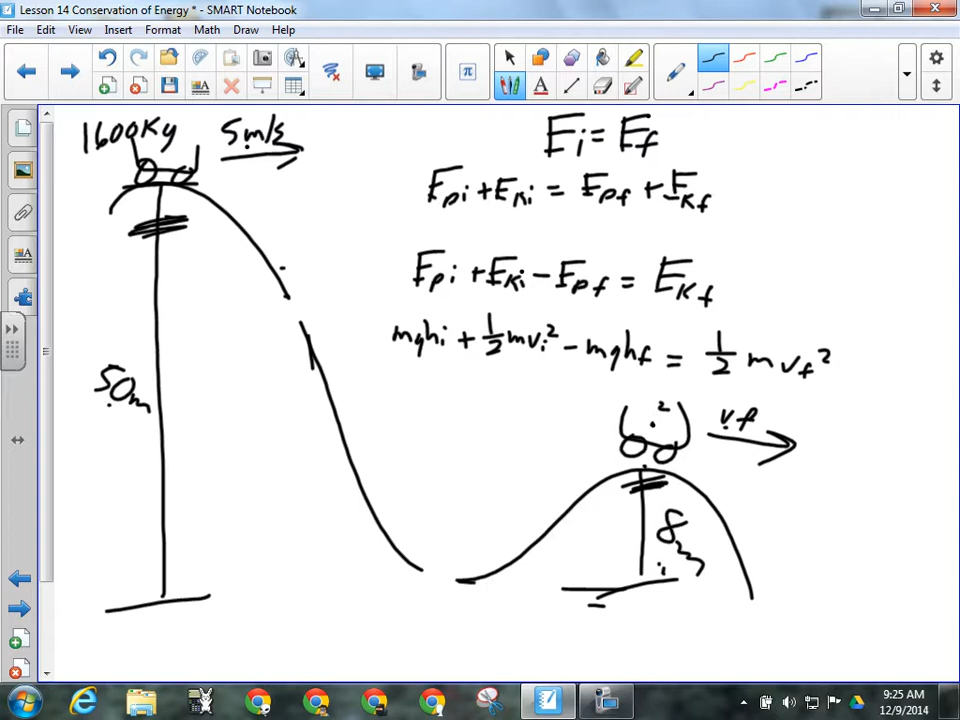 Lesson 14 Conservation of Energy * - SMART Notebook
File Edit View Insert Format Math Draw Help
1600Kg 5m/s
Ei = Ef
Epi + EKi = Epf + EKf
Epi + EKi - Epf = EKf
mghi + 1/2 mvi² - mghf = 1/2 m vf²
50m
2
vf
8m
9:25 AM
12/9/2014